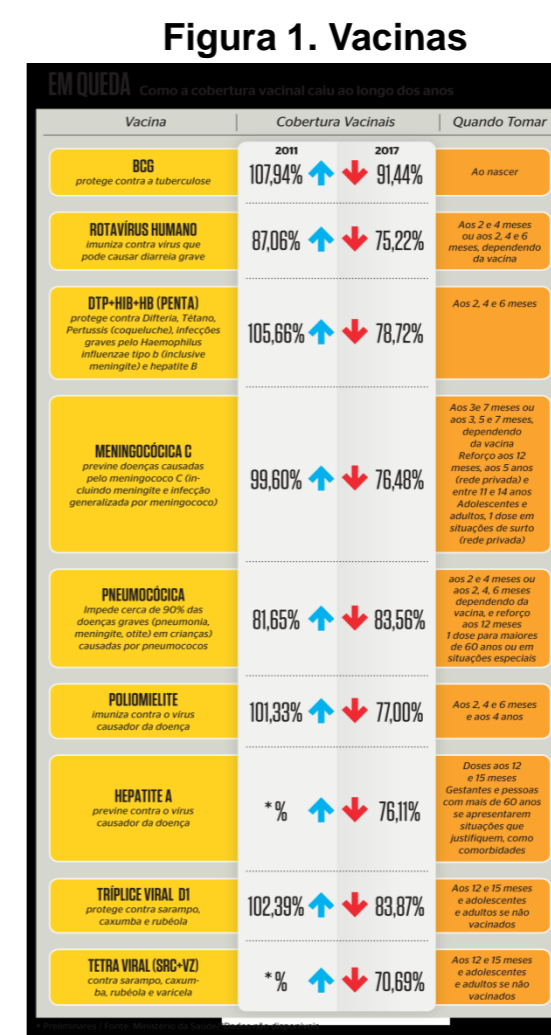 Figura 1. Vacinas
EM QUEDA Como a cobertura vacinal caiu ao longo dos anos
Vacina
Cobertura Vacinais
Quando Tomar
2011
2017
BCG
protege contra a tuberculose
107,94%
91,44%
Ao nascer
ROTAVÍRUS HUMANO
imuniza contra vírus que
pode causar diarreia grave
87,06%
75,22%
Aos 2 e 4 meses
ou aos 2, 4 e 6
meses, dependendo
da vacina
DTP+HIB+HB (PENTA)
protege contra Difteria, Tétano,
Pertussis (coqueluche), infecções
graves pelo Haemophilus
influenzae tipo b (inclusive
meningite) e hepatite B
105,66%
78,72%
Aos 2, 4 e 6 meses
MENINGOCÓCICA C
previne doenças causadas
pelo meningococo C (in-
cluindo meningite e infecção
generalizada por meningococo)
99,60%
76,48%
Aos 3e 7 meses ou
aos 3, 5 e 7 meses,
dependendo
da vacina
Reforço aos 12
meses, aos 5 anos
(rede privada) e
entre 11 e 14 anos
Adolescentes e
adultos, 1 dose em
situações de surto
(rede privada)
PNEUMOCÓCICA
Impede cerca de 90% das
doenças graves (pneumonia,
meningite, otite) em crianças)
causadas por pneumococos
81,65%
83,56%
aos 2 e 4 meses ou
aos 2, 4, 6 meses
dependendo da
vacina, e reforço
aos 12 meses
1 dose para maiores
de 60 anos ou em
situações especiais
POLIOMIELITE
imuniza contra o vírus
causador da doença
101,33%
77,00%
Aos 2, 4 e 6 meses
e aos 4 anos
HEPATITE A
previne contra o vírus
causador da doença
*%
76,11%
Doses aos 12
e 15 meses
Gestantes e pessoas
com mais de 60 anos
se apresentarem
situações que
justifiquem, como
comorbidades
TRÍPLICE VIRAL D1
protege contra sarampo,
caxumba e rubéola
102,39%
83,87%
Aos 12 e 15 meses
e adolescentes
e adultos se não
vacinados
TETRA VIRAL (SRC+VZ)
contra sarampo, caxum-
ba, rubéola e varicela
*%
70,69%
Aos 12 e 15 meses
e adolescentes
e adultos se não
vacinados
* Preliminares / Fonte: Ministério da Saúde/ *Dados não disponíveis